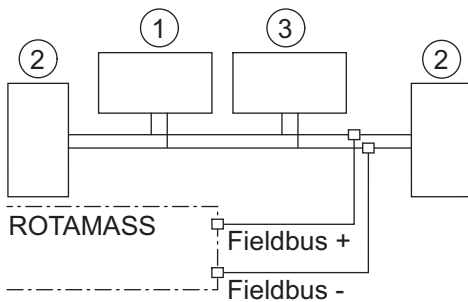 ① ③
② ②
ROTAMASS
Fieldbus +
Fieldbus -